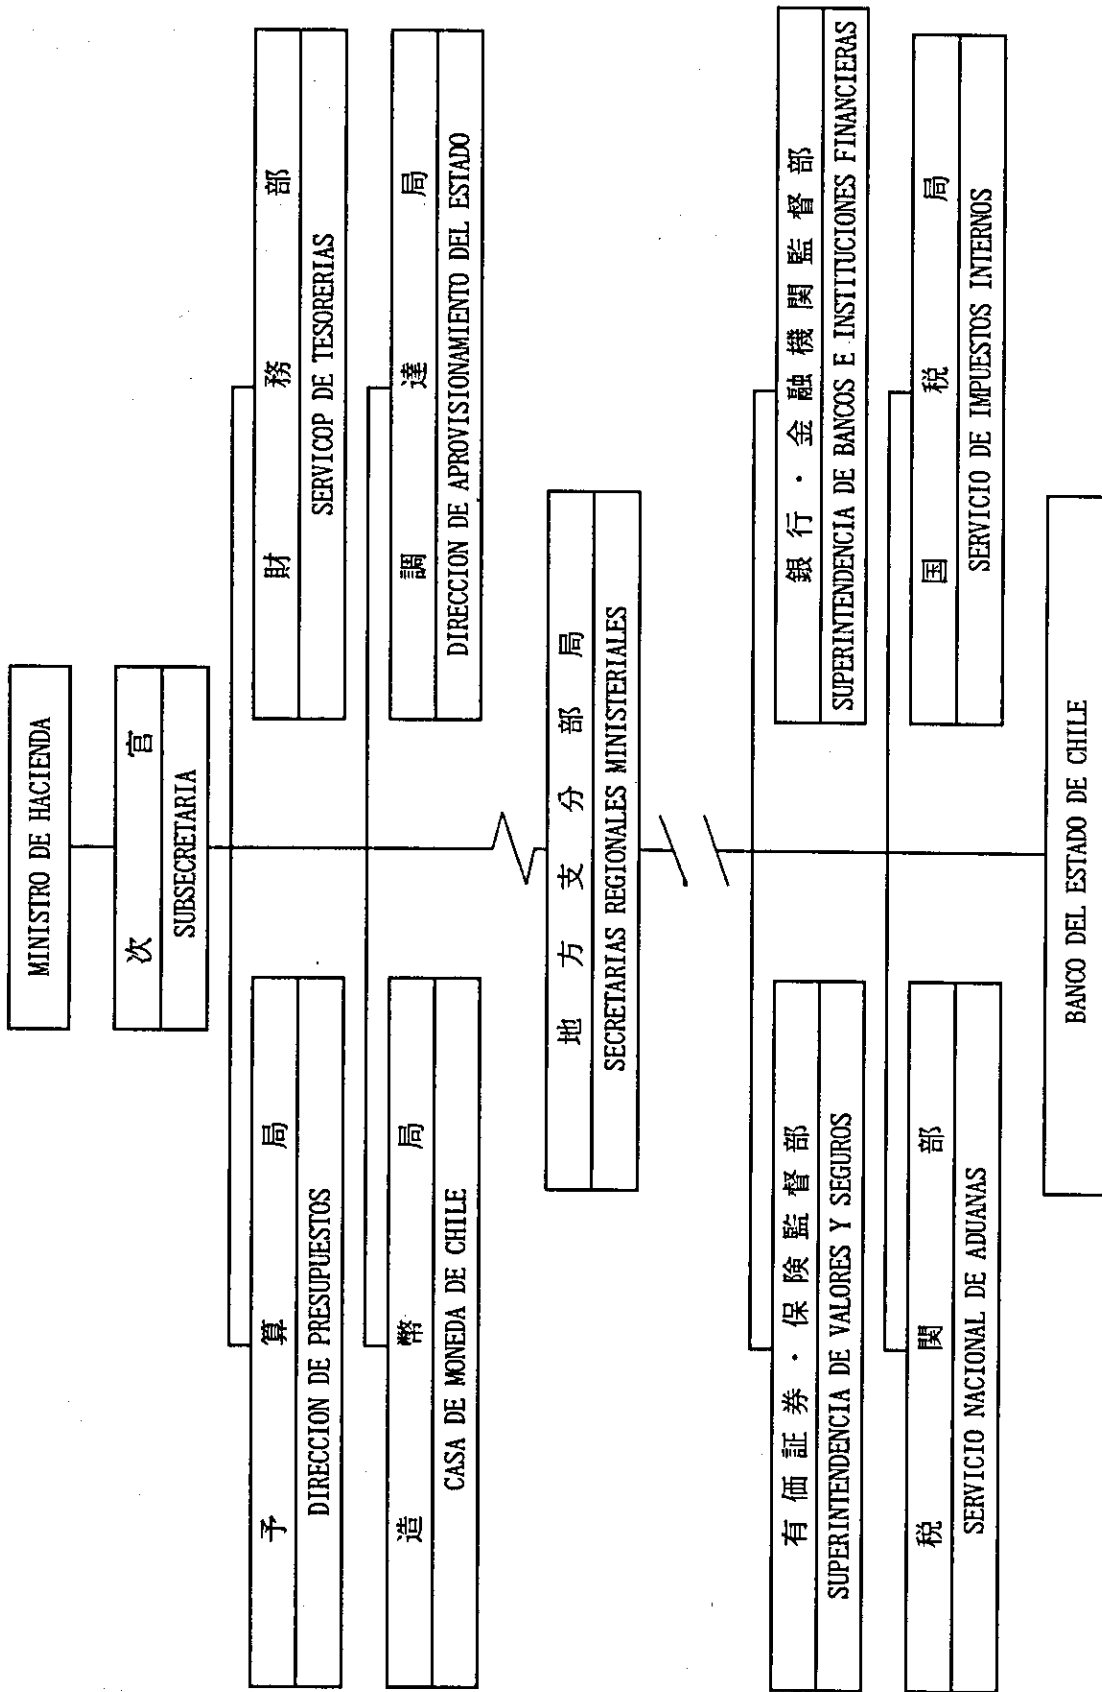 MINISTRO DE HACIENDA
次官
SUBSECRETARIA
予算局
DIRECCION DE PRESUPUESTOS
財務部
SERVICOP DE TESORERIAS
造幣局
CASA DE MONEDA DE CHILE
調達局
DIRECCION DE APROVISIONAMIENTO DEL ESTADO
地方支分部局
SECRETARIAS REGIONALES MINISTERIALES
有価証券・保険監督部
SUPERINTENDENCIA DE VALORES Y SEGUROS
銀行・金融機関監督部
SUPERINTENDENCIA DE BANCOS E INSTITUCIONES FINANCIERAS
税関部
SERVICIO NACIONAL DE ADUANAS
国税局
SERVICIO DE IMPUESTOS INTERNOS
BANCO DEL ESTADO DE CHILE